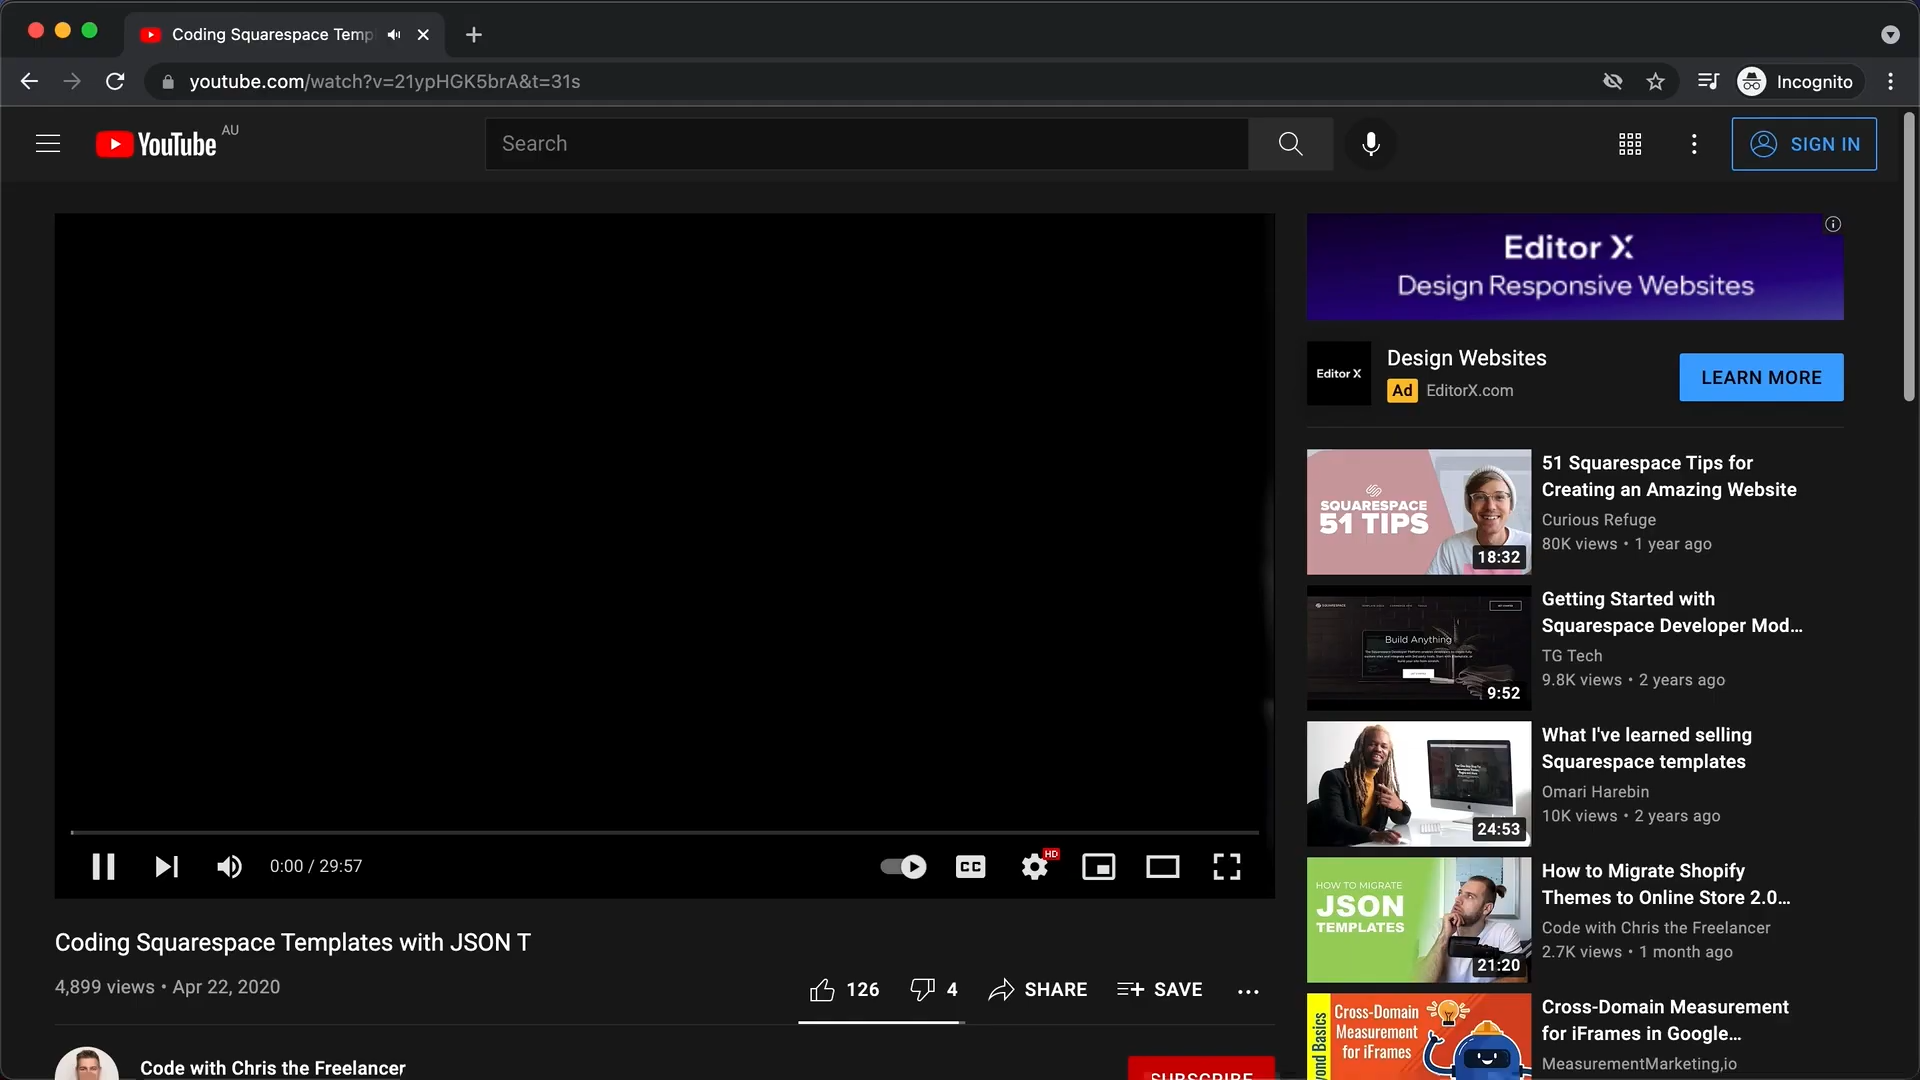 Coding Squarespace Temp
youtube.com/watch?v=21ypHGK5brA&t=31s
Incognito
YouTube AU
Search
SIGN IN
Editor X
Design Responsive Websites
Editor X
Design Websites
Ad EditorX.com
LEARN MORE
SQUARESPACE
51 TIPS
18:32
51 Squarespace Tips for
Creating an Amazing Website
Curious Refuge
80K views • 1 year ago
Build Anything
9:52
Getting Started with
Squarespace Developer Mod...
TG Tech
9.8K views • 2 years ago
24:53
What I've learned selling
Squarespace templates
Omari Harebin
10K views • 2 years ago
HOW TO MIGRATE
JSON
TEMPLATES
21:20
How to Migrate Shopify
Themes to Online Store 2.0...
Code with Chris the Freelancer
2.7K views • 1 month ago
Cross-Domain
Measurement
for iFrames
yond Basics
Cross-Domain Measurement
for iFrames in Google...
MeasurementMarketing,io
0:00 / 29:57
CC
HD
Coding Squarespace Templates with JSON T
4,899 views • Apr 22, 2020
126
4
SHARE
SAVE
Code with Chris the Freelancer
SUBSCRIBE